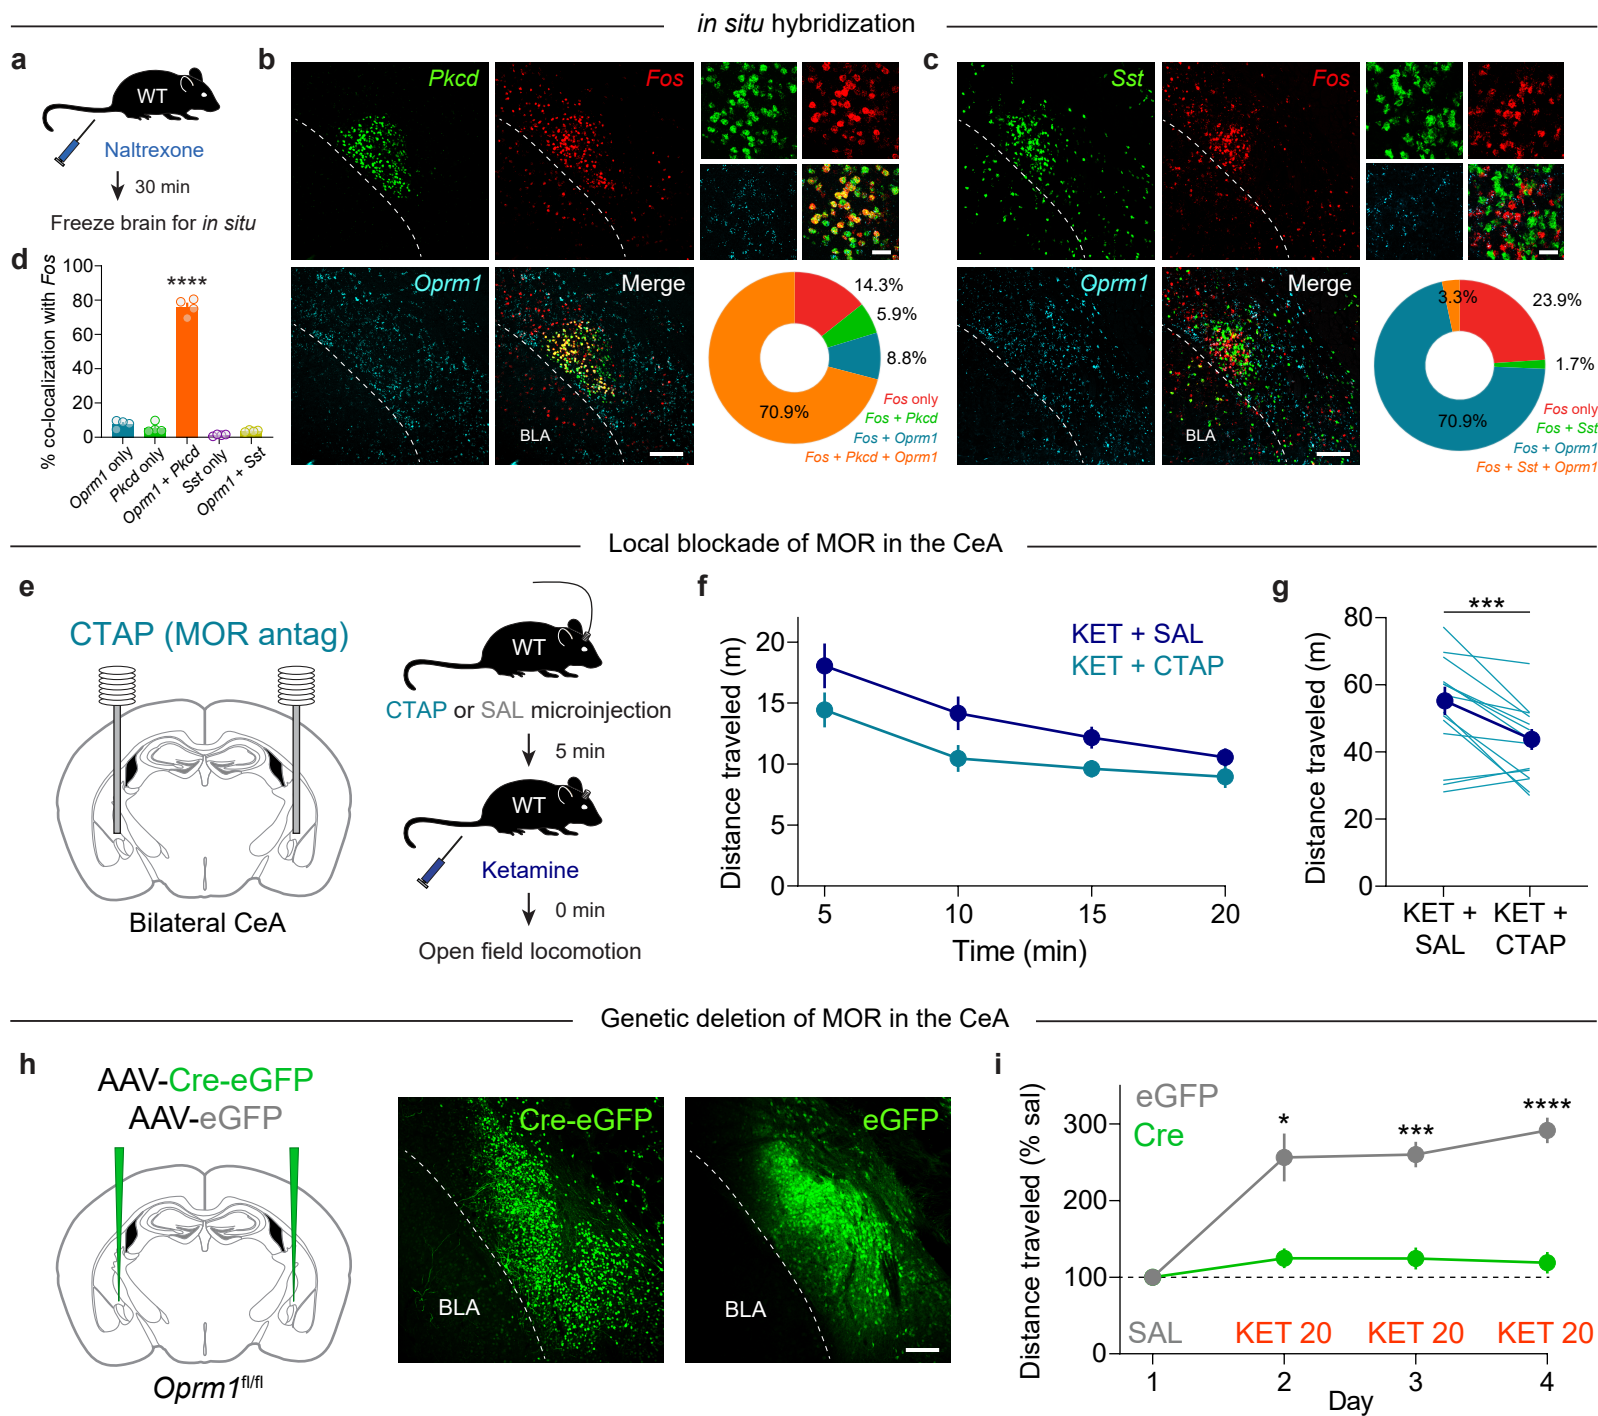 in situ hybridization
a
WT
Naltrexone
30 min
Freeze brain for in situ
b
Pkcd
Fos
Oprm1
Merge
BLA
14.3%
5.9%
8.8%
70.9%
Fos only
Fos + Pkcd
Fos + Oprm1
Fos + Pkcd + Oprm1
c
Sst
Fos
Oprm1
Merge
BLA
3.3%
23.9%
1.7%
70.9%
Fos only
Fos + Sst
Fos + Oprm1
Fos + Sst + Oprm1
d
% co-localization with Fos
100
80
60
40
20
0
****
Oprm1 only
Pkcd only
Oprm1 + Pkcd
Sst only
Oprm1 + Sst
Local blockade of MOR in the CeA
e
CTAP (MOR antag)
Bilateral CeA
WT
CTAP or SAL microinjection
5 min
WT
Ketamine
0 min
Open field locomotion
f
Distance traveled (m)
20
15
10
5
0
KET + SAL
KET + CTAP
5 10 15 20
Time (min)
g
Distance traveled (m)
80
60
40
20
0
***
KET + SAL
KET + CTAP
Genetic deletion of MOR in the CeA
h
AAV-Cre-eGFP
AAV-eGFP
Oprm1fl/fl
Cre-eGFP
BLA
eGFP
BLA
i
Distance traveled (% sal)
300
200
100
0
eGFP
Cre
*
***
****
SAL KET 20 KET 20 KET 20
1 2 3 4
Day